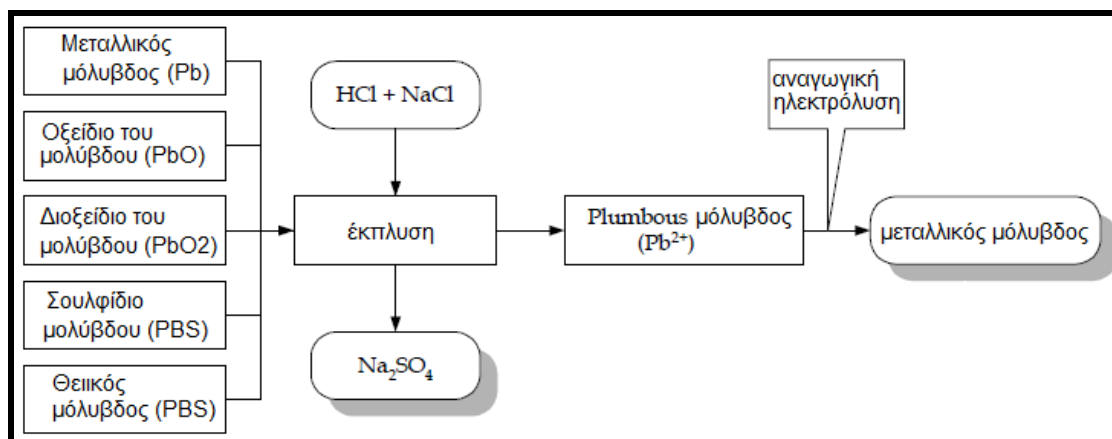 Μεταλλικός
μόλυβδος (Pb)
Οξείδιο του
μολύβδου (PbO)
Διοξείδιο του
μολύβδου (PbO2)
Σουλφίδιο
μολύβδου (PBS)
Θειικός
μόλυβδος (PBS)
HCl + NaCl
έκπλυση
Na₂SO₄
Plumbous μόλυβδος
(Pb²⁺)
αναγωγική
ηλεκτρόλυση
μεταλλικός μόλυβδος